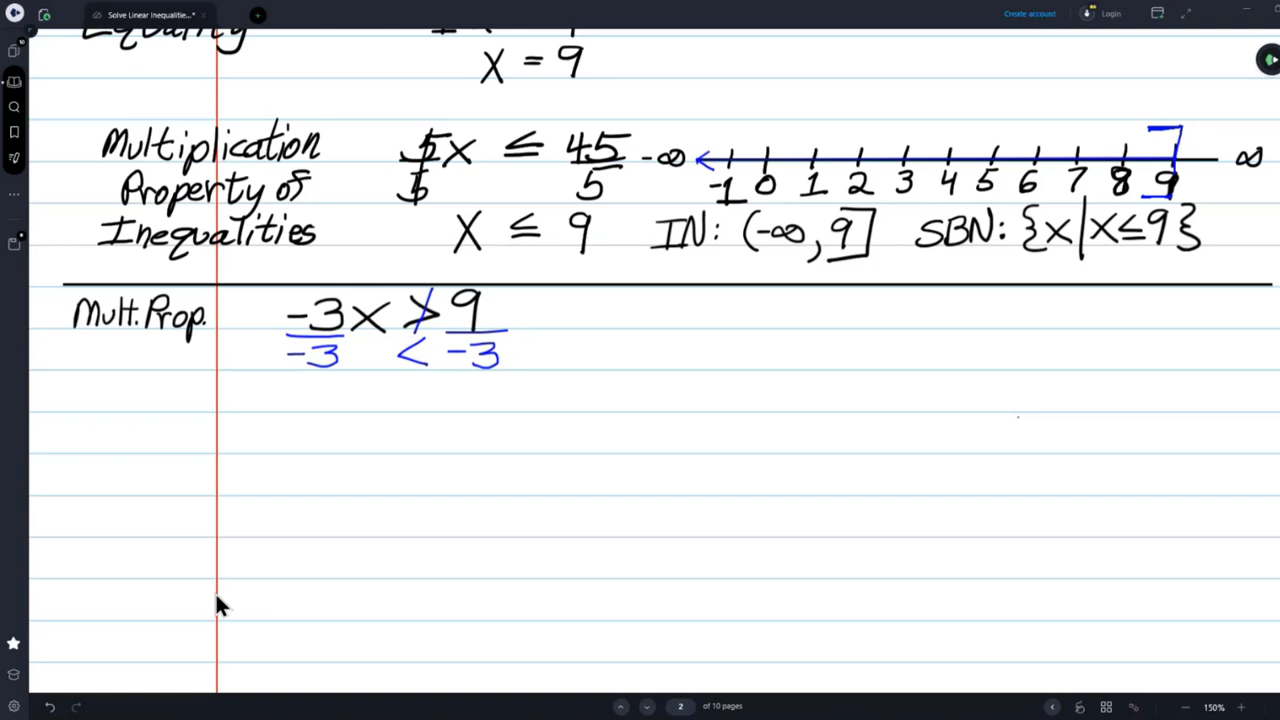 Solve Linear Inequalitie...*
Create account
Login
Equality
x = 9
Multiplication
Property of
Inequalities
5x ≤ 45
5 5
x ≤ 9
-∞ -1 0 1 2 3 4 5 6 7 8 9 ∞
IN: (-∞, 9] SBN: {x|x≤9}
Mult. Prop. -3x > 9
-3 < -3
2 of 10 pages
150%